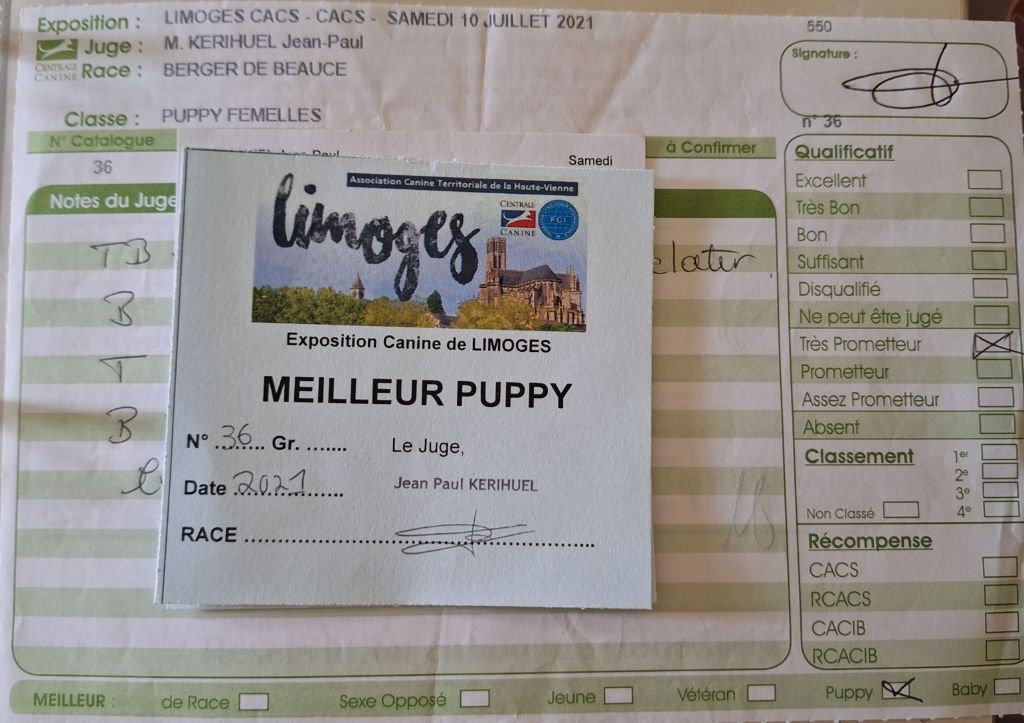 Exposition : LIMOGES CACS - CACS - SAMEDI 10 JUILLET 2021
550
CENTRALE CANINE
Juge : M. KERIHUEL Jean-Paul
Race : BERGER DE BEAUCE
Signature :
Classe : PUPPY FEMELLES
n° 36
N° Catalogue
à Confirmer
36
Samedi
Notes du Juge
TB
B
T
B
Association Canine Territoriale de la Haute-Vienne
limoges
CENTRALE CANINE
FCI
Exposition Canine de LIMOGES
MEILLEUR PUPPY
N° 36 Gr. .......
Le Juge,
Date 2021
Jean Paul KERIHUEL
RACE
Qualificatif
Excellent
Très Bon
Bon
Suffisant
Disqualifié
Ne peut être jugé
Très Prometteur
Prometteur
Assez Prometteur
Absent
Classement
1er
2e
3e
Non Classé
4e
Récompense
CACS
RCACS
CACIB
RCACIB
MEILLEUR : de Race Sexe Opposé Jeune Vétéran Puppy Baby